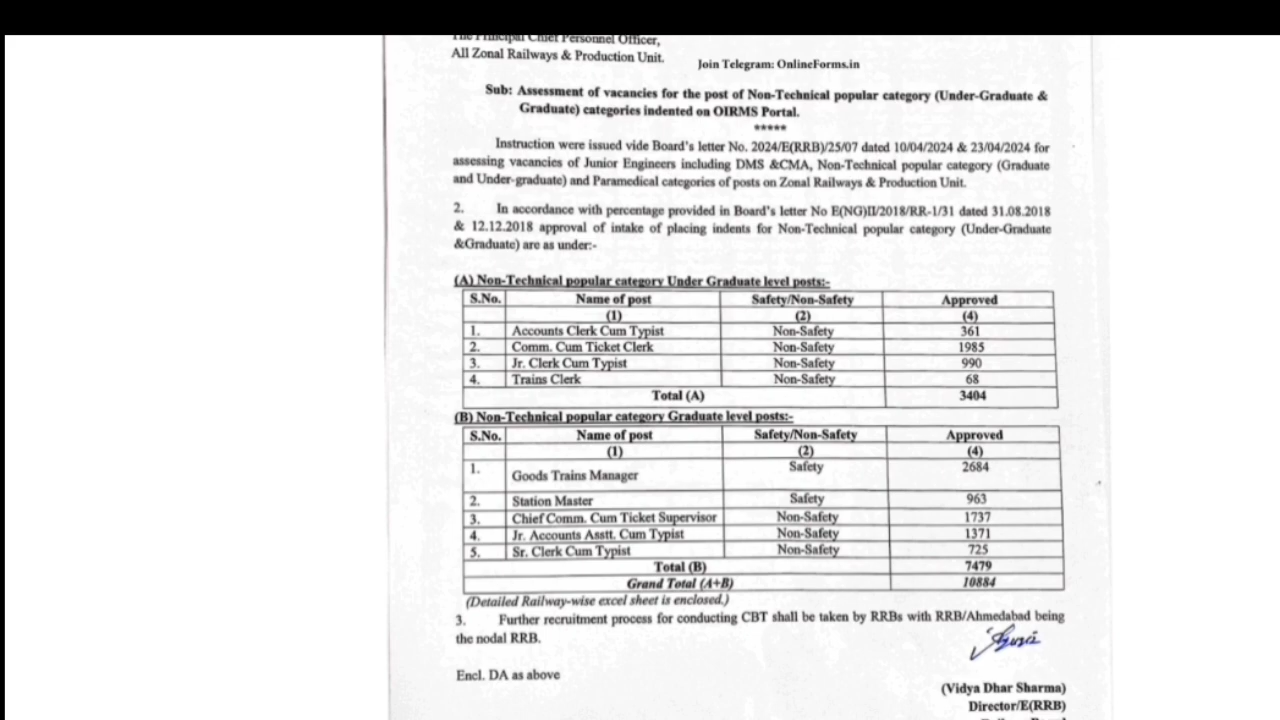 The Principal Chief Personnel Officer,
All Zonal Railways & Production Unit.
Join Telegram: OnlineForms.in
Sub: Assessment of vacancies for the post of Non-Technical popular category (Under-Graduate &
Graduate) categories indented on OIRMS Portal.
*****
Instruction were issued vide Board's letter No. 2024/E(RRB)/25/07 dated 10/04/2024 & 23/04/2024 for
assessing vacancies of Junior Engineers including DMS &CMA, Non-Technical popular category (Graduate
and Under-graduate) and Paramedical categories of posts on Zonal Railways & Production Unit.
2. In accordance with percentage provided in Board's letter No E(NG)II/2018/RR-1/31 dated 31.08.2018
& 12.12.2018 approval of intake of placing indents for Non-Technical popular category (Under-Graduate
&Graduate) are as under:-
(A) Non-Technical popular category Under Graduate level posts:-
S.No. Name of post Safety/Non-Safety Approved
(1) (2) (4)
1. Accounts Clerk Cum Typist Non-Safety 361
2. Comm. Cum Ticket Clerk Non-Safety 1985
3. Jr. Clerk Cum Typist Non-Safety 990
4. Trains Clerk Non-Safety 68
Total (A) 3404
(B) Non-Technical popular category Graduate level posts:-
S.No. Name of post Safety/Non-Safety Approved
(1) (2) (4)
1. Goods Trains Manager Safety 2684
2. Station Master Safety 963
3. Chief Comm. Cum Ticket Supervisor Non-Safety 1737
4. Jr. Accounts Asstt. Cum Typist Non-Safety 1371
5. Sr. Clerk Cum Typist Non-Safety 725
Total (B) 7479
Grand Total (A+B) 10884
(Detailed Railway-wise excel sheet is enclosed.)
3. Further recruitment process for conducting CBT shall be taken by RRBs with RRB/Ahmedabad being
the nodal RRB.
Encl. DA as above
(Vidya Dhar Sharma)
Director/E(RRB)